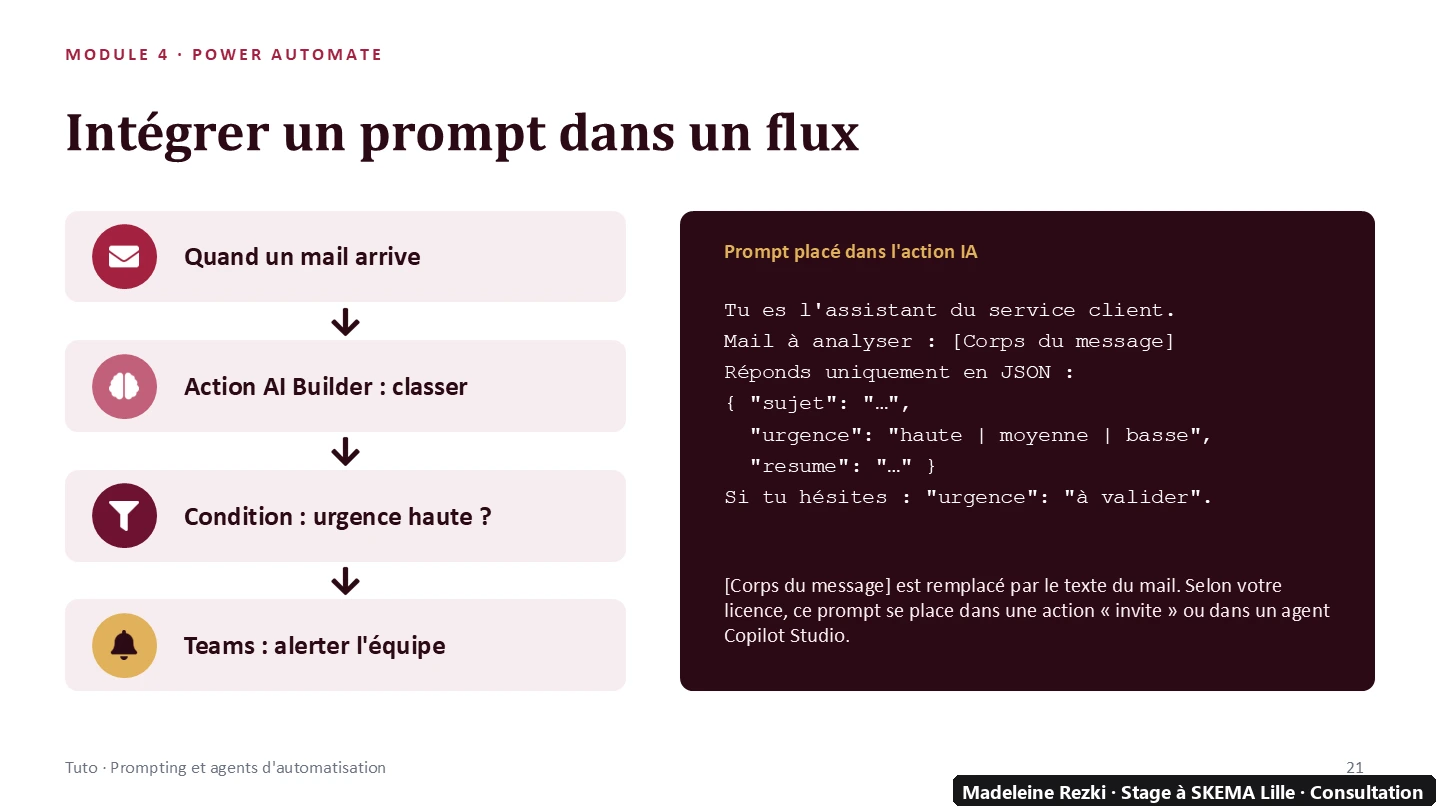 MODULE 4 · POWER AUTOMATE
Intégrer un prompt dans un flux
Quand un mail arrive
Action AI Builder : classer
Condition : urgence haute ?
Teams : alerter l'équipe
Prompt placé dans l'action IA
Tu es l'assistant du service client.
Mail à analyser : [Corps du message]
Réponds uniquement en JSON :
{ "sujet": "…",
"urgence": "haute | moyenne | basse",
"resume": "…" }
Si tu hésites : "urgence": "à valider".
[Corps du message] est remplacé par le texte du mail. Selon votre
licence, ce prompt se place dans une action « invite » ou dans un agent
Copilot Studio.
Tuto · Prompting et agents d'automatisation
21
Madeleine Rezki · Stage à SKEMA Lille · Consultation